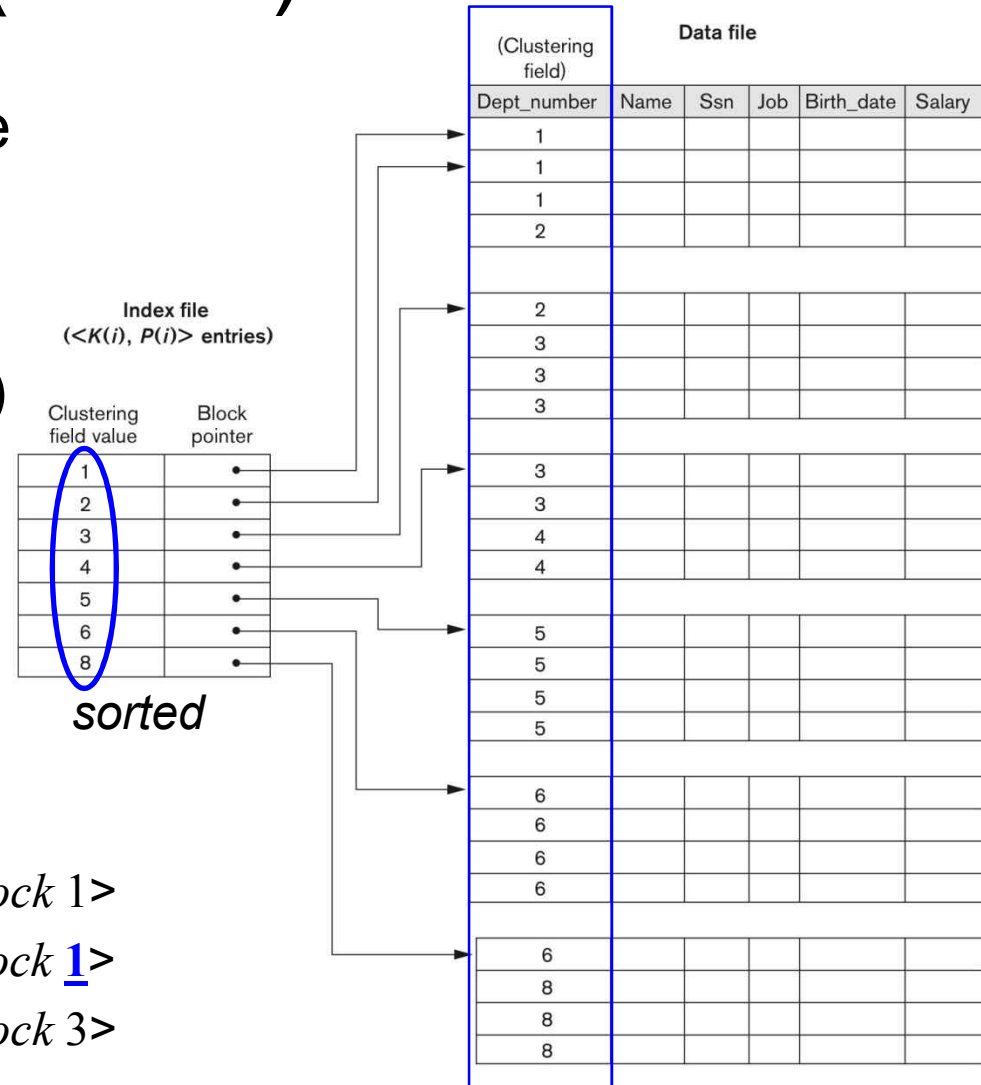 )
e
)
Index file
(<K(i), P(i)> entries)
Clustering field value Block pointer
1
2
3
4
5
6
8
sorted
ock 1>
ock 1>
ock 3>
Data file
(Clustering
field)
Dept_number Name Ssn Job Birth_date Salary
1
1
1
2
2
3
3
3
3
3
4
4
5
5
5
5
6
6
6
6
6
8
8
8